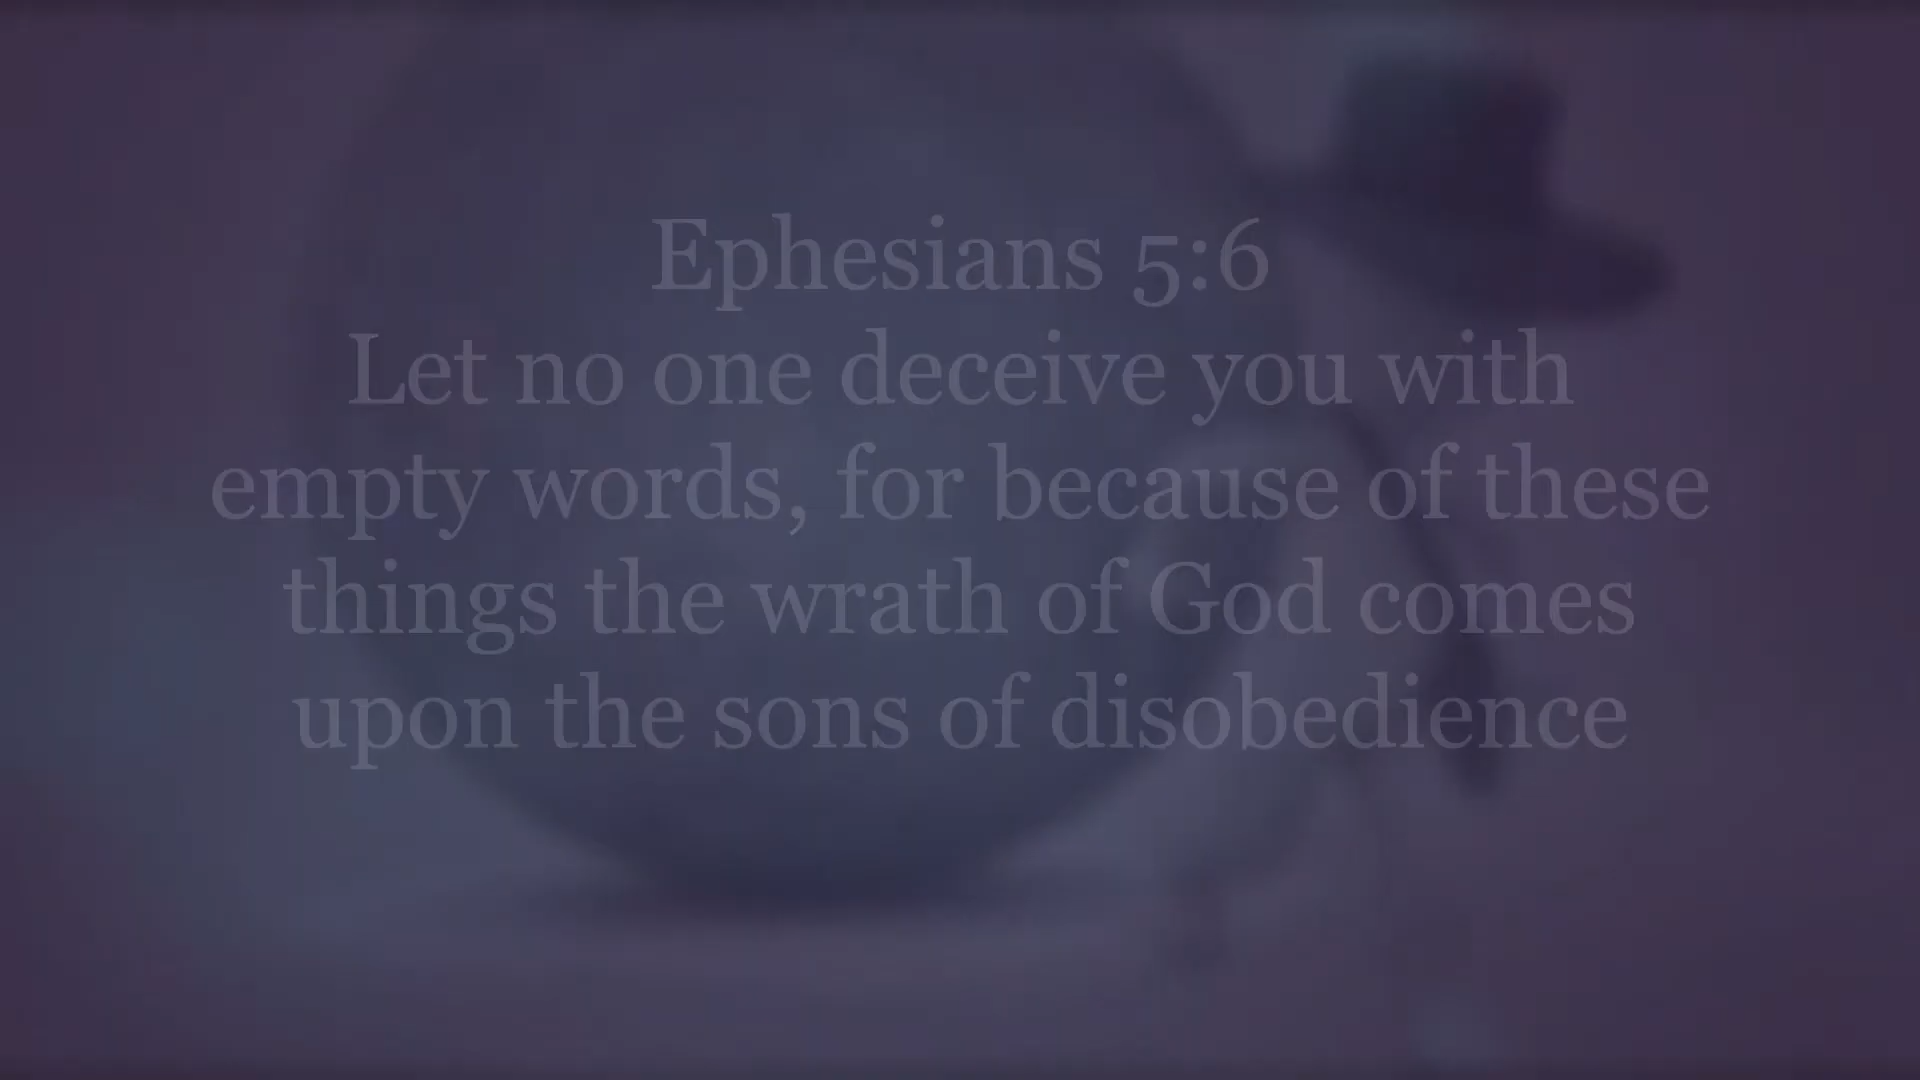 Ephesians 5:6
Let no one deceive you with
empty words, for because of these
things the wrath of God comes
upon the sons of disobedience